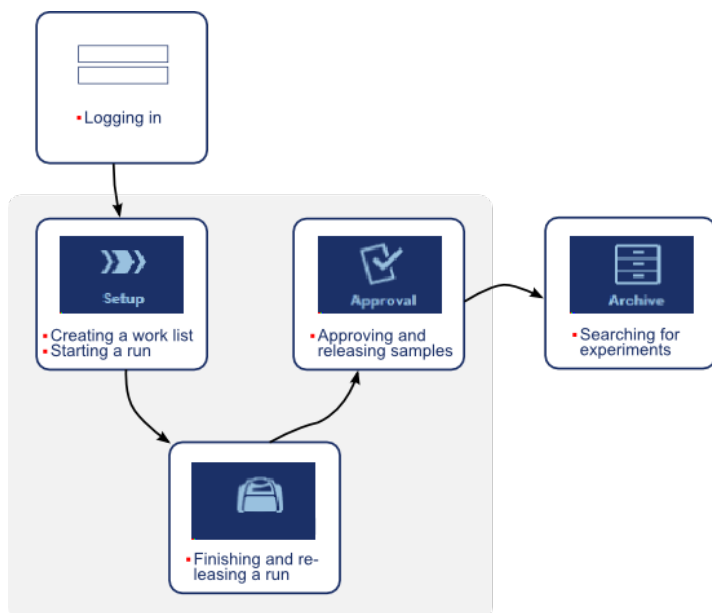 Logging in
Setup
Creating a work list
Starting a run
Finishing and re-
leasing a run
Approval
Approving and
releasing samples
Archive
Searching for
experiments